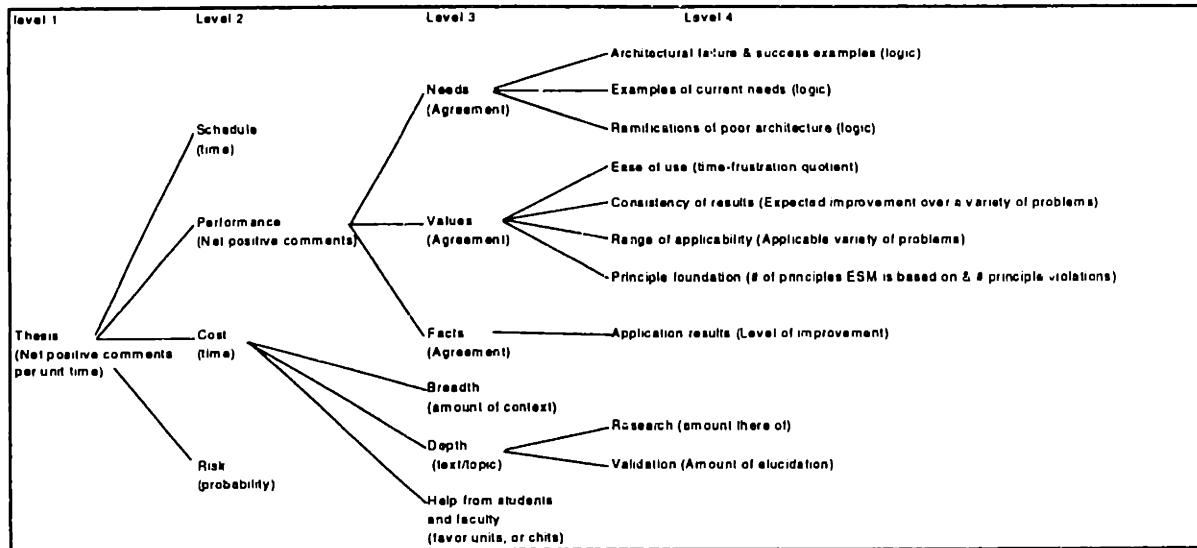 level 1 Level 2 Level 3 Level 4
Architectural failure & success examples (logic)
Needs
(Agreement)
Examples of current needs (logic)
Ramifications of poor architecture (logic)
Schedule
(time)
Ease of use (time-frustration quotient)
Consistency of results (Expected improvement over a variety of problems)
Performance
(Net positive comments)
Values
(Agreement)
Range of applicability (Applicable variety of problems)
Principle foundation (# of principles ESM is based on & # principle violations)
Thesis
(Net positive comments
per unit time)
Cost
(time)
Facts
(Agreement)
Application results (Level of improvement)
Breadth
(amount of context)
Research (amount there of)
Depth
(text/topic)
Validation (Amount of elucidation)
Risk
(probability)
Help from students
and faculty
(favor units, or chits)